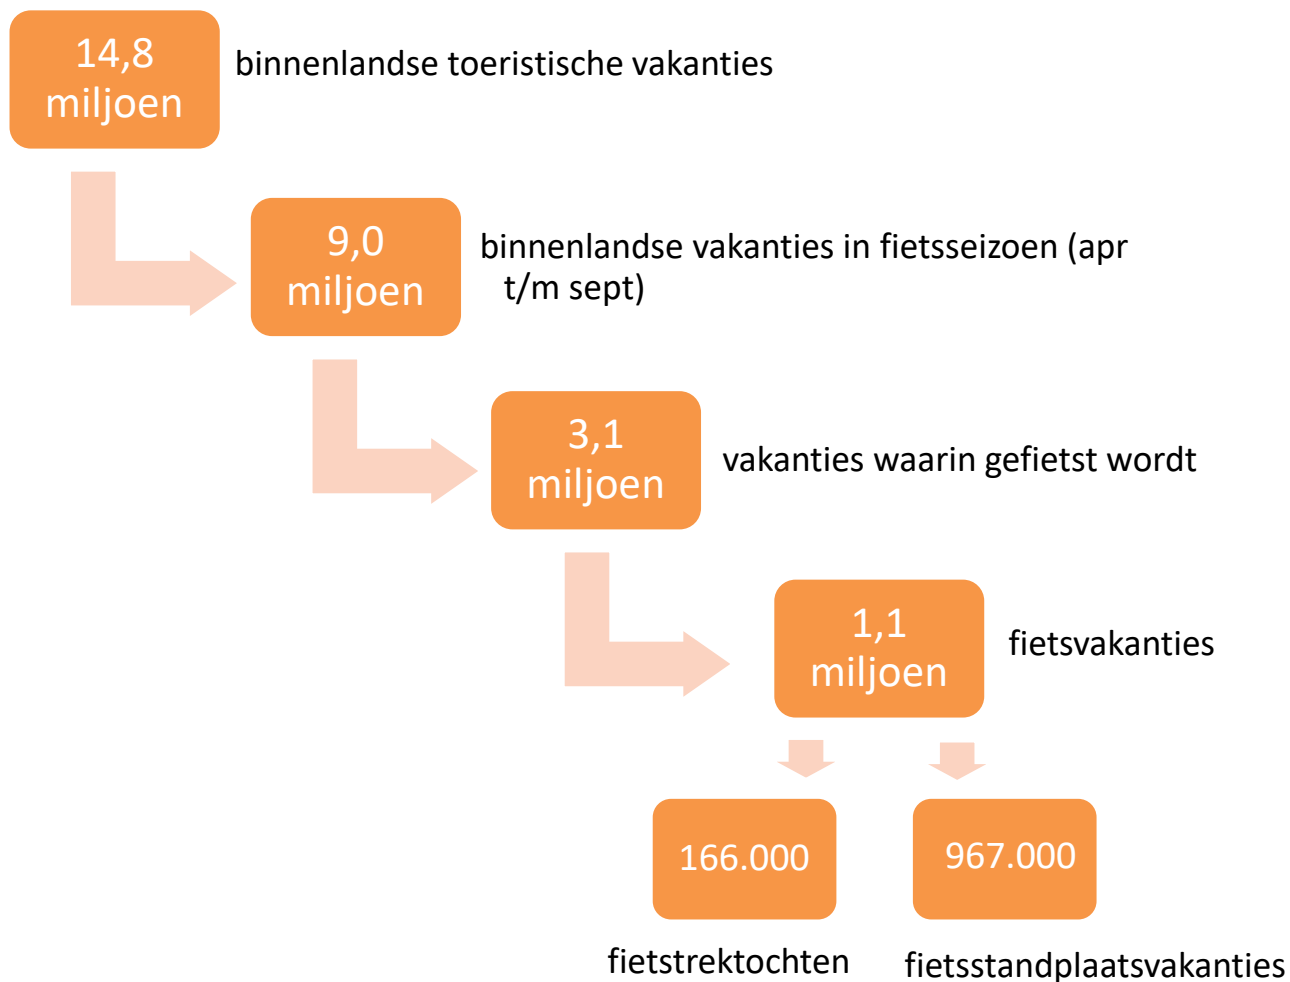 14,8
miljoen
binnenlandse toeristische vakanties
9,0
miljoen
binnenlandse vakanties in fietsseizoen (apr
t/m sept)
3,1
miljoen
vakanties waarin gefietst wordt
1,1
miljoen
fietsvakanties
166.000
967.000
fietstrektochten
fietsstandplaatsvakanties